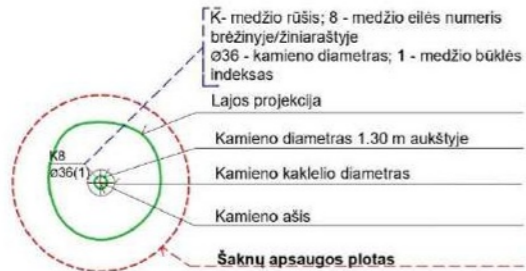 K- medžio rūšis; 8 - medžio eilės numeris
brėžinyje/žiniaraštyje
ø36 - kamieno diametras; 1 - medžio būklės
indeksas
Lajos projekcija
K8
ø36(1)
Kamieno diametras 1.30 m aukštyje
Kamieno kaklelio diametras
Kamieno ašis
Šaknų apsaugos plotas